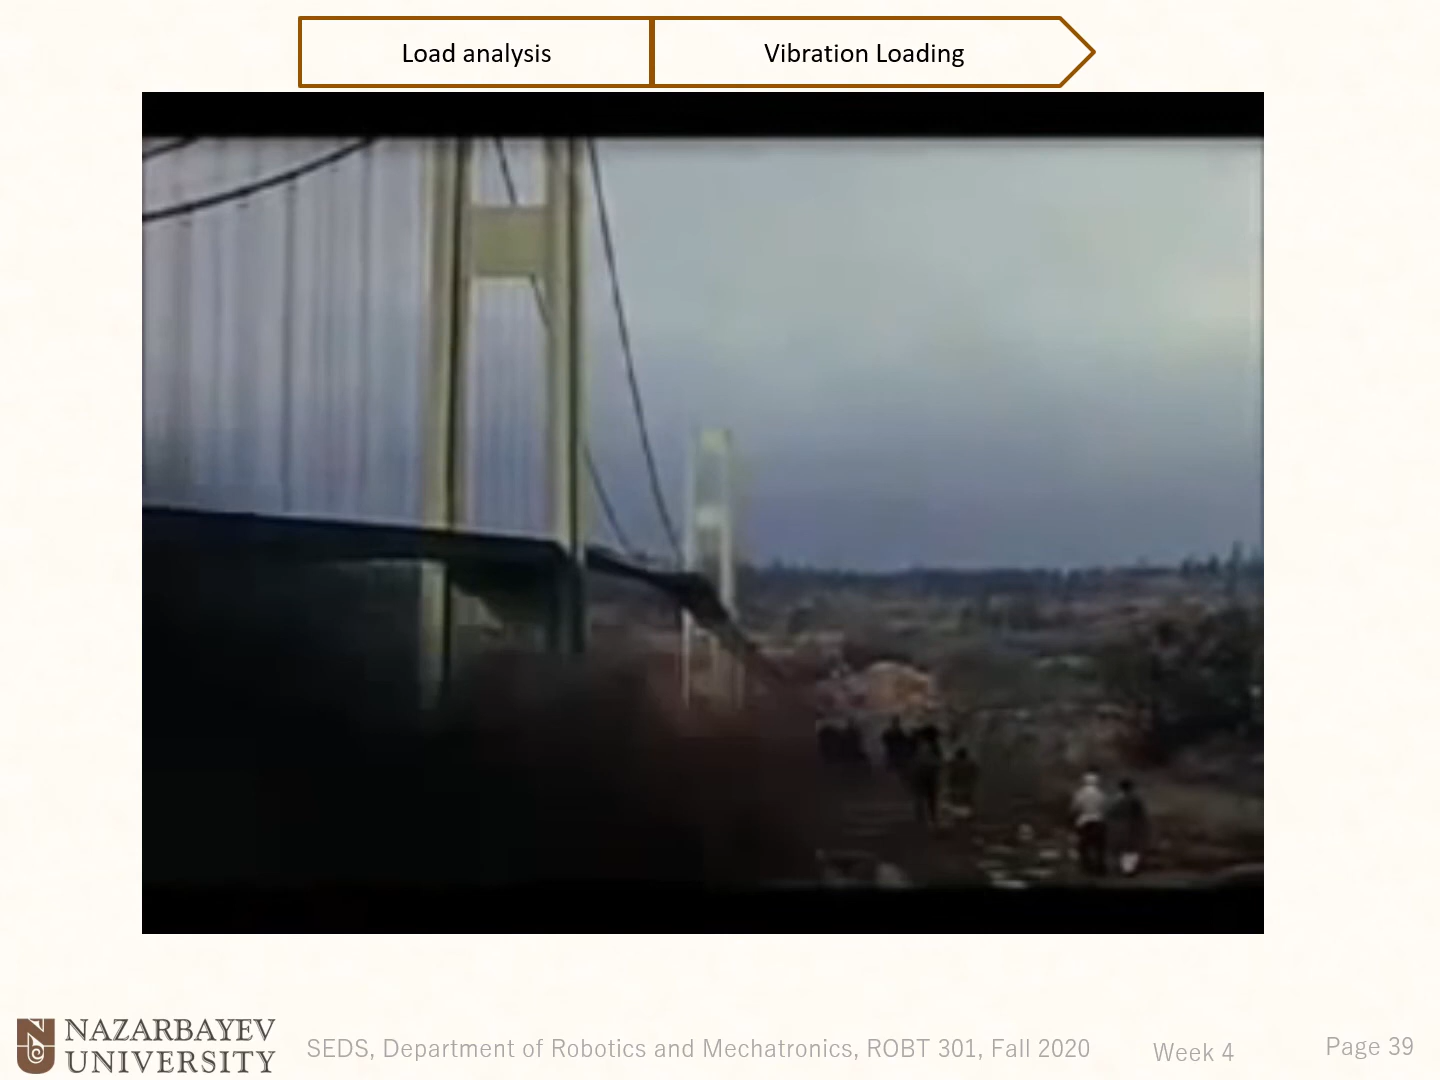 Load analysis
Vibration Loading
NAZARBAYEV
UNIVERSITY
SEDS, Department of Robotics and Mechatronics, ROBT 301, Fall 2020
Week 4
Page 39